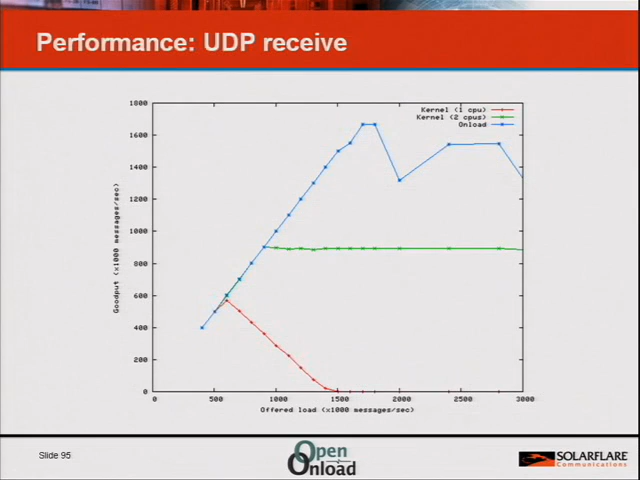 Performance: UDP receive
Kernel (1 cpu)
Kernel (2 cpus)
Onload
1800
1600
1400
1200
1000
800
600
400
200
0
Goodput (x1000 messages/sec)
0 500 1000 1500 2000 2500 3000
Offered load (x1000 messages/sec)
Slide 95
Open
Onload
SOLARFLARE
Communications